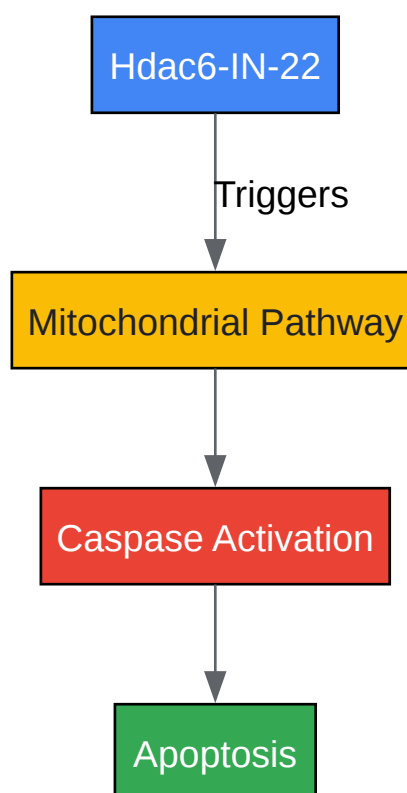 Hdac6-IN-22
Triggers
Mitochondrial Pathway
Caspase Activation
Apoptosis